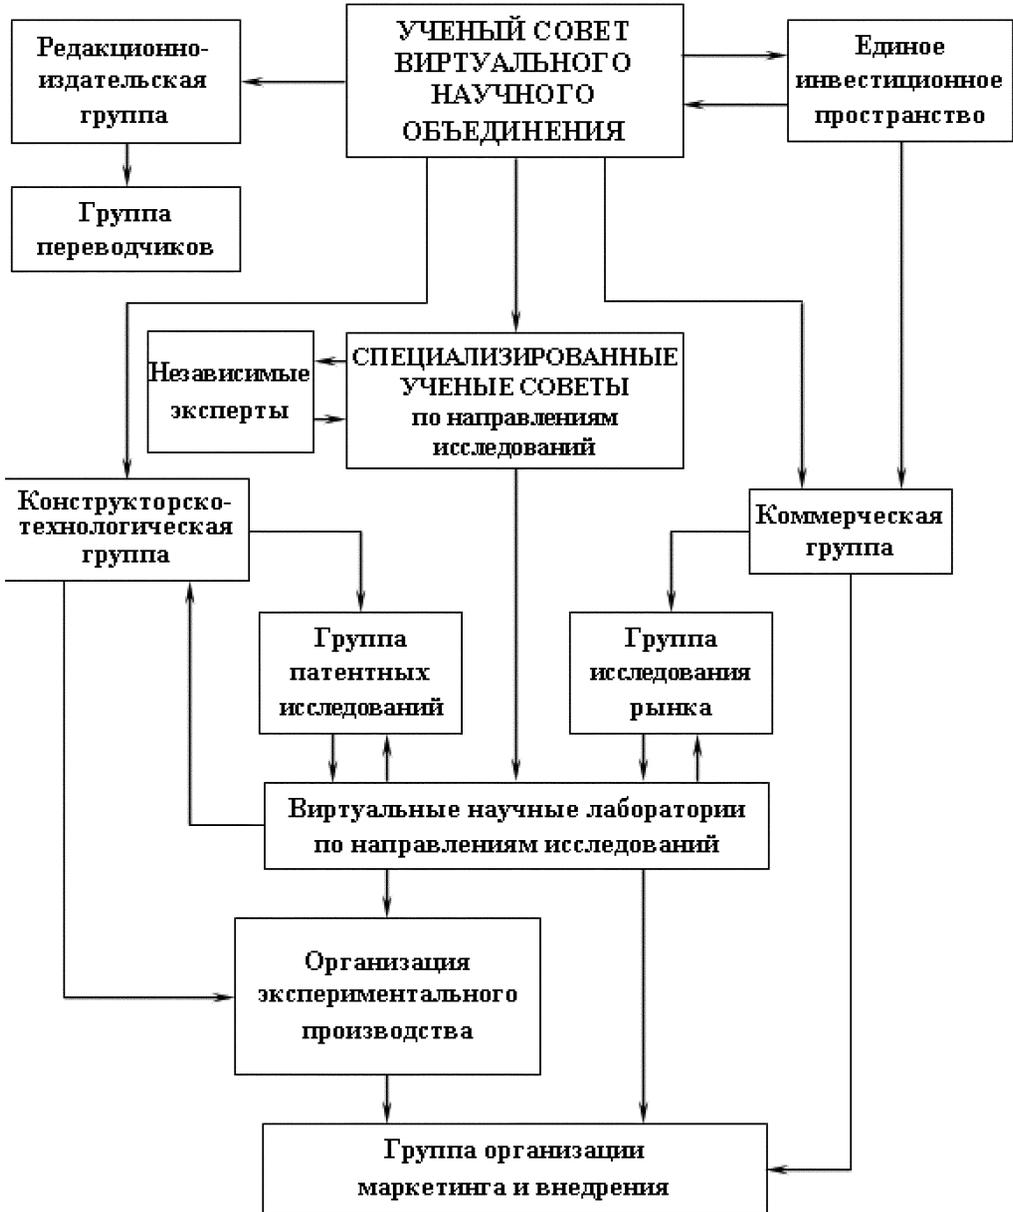 Редакционно-
издательская
группа
УЧЕНЫЙ СОВЕТ
ВИРТУАЛЬНОГО
НАУЧНОГО
ОБЪЕДИНЕНИЯ
Единое
инвестиционное
пространство
Группа
переводчиков
Независимые
эксперты
СПЕЦИАЛИЗИРОВАННЫЕ
УЧЕНЫЕ СОВЕТЫ
по направлениям
исследований
Конструкторско-
технологическая
группа
Коммерческая
группа
Группа
патентных
исследований
Группа
исследования
рынка
Виртуальные научные лаборатории
по направлениям исследований
Организация
экспериментального
производства
Группа организации
маркетинга и внедрения